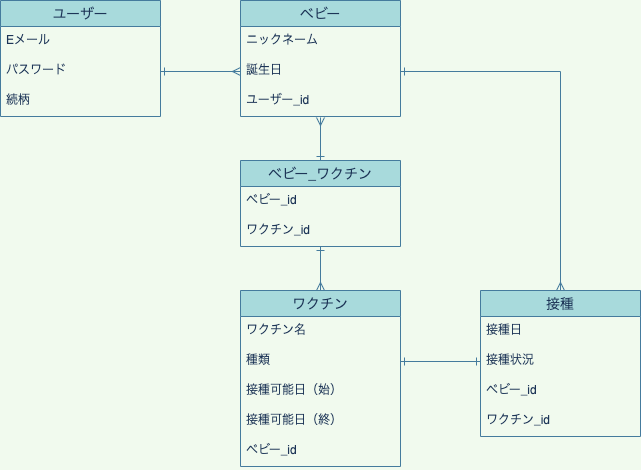 ユーザー
Eメール
パスワード
続柄
ベビー
ニックネーム
誕生日
ユーザー_id
ベビー_ワクチン
ベビー_id
ワクチン_id
ワクチン
ワクチン名
種類
接種可能日（始）
接種可能日（終）
ベビー_id
接種
接種日
接種状況
ベビー_id
ワクチン_id